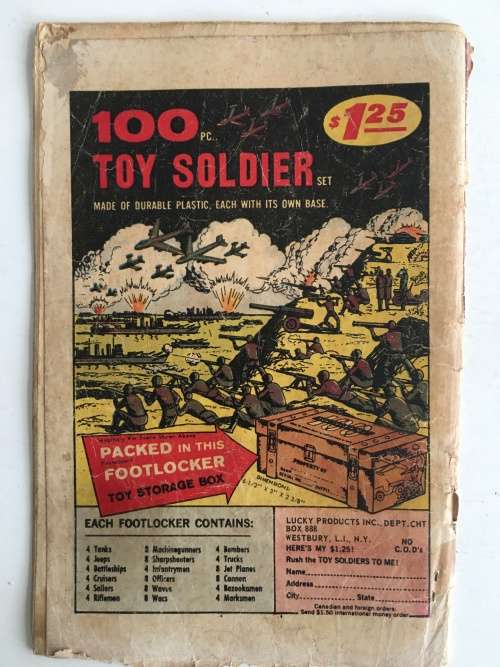 100 PC..
$1.25
TOY SOLDIER SET
MADE OF DURABLE PLASTIC, EACH WITH ITS OWN BASE.
PACKED IN THIS
FOOTLOCKER
TOY STORAGE BOX
PROPERTY OF
DIMENSIONS:
EACH FOOTLOCKER CONTAINS:
4 Tanks
4 Jeeps
4 Battleships
4 Cruisers
4 Sailors
4 Riflemen
8 Machinegunners
8 Sharpshooters
4 Infantrymen
8 Officers
8 Waves
8 Wacs
4 Bombers
4 Trucks
8 Jet Planes
8 Cannon
4 Bazookamen
4 Marksmen
LUCKY PRODUCTS INC., DEPT. CHT
BOX 888
WESTBURY, L.I., N.Y. NO
HERE'S MY $1.25! C.O.D's
Rush the TOY SOLDIERS TO ME!
Name
Address
City State
Canadian and foreign orders:
Send $1.50 international money order